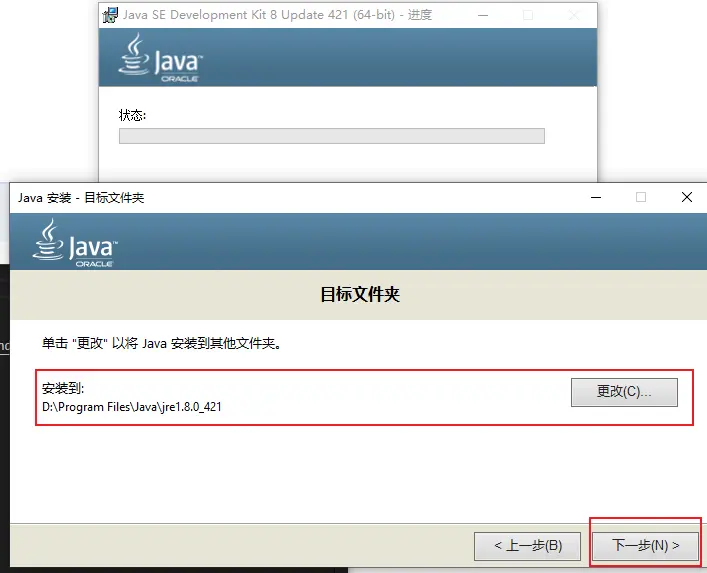 Java SE Development Kit 8 Update 421 (64-bit) - 进度
Java™
ORACLE
状态:
Java 安装 - 目标文件夹
Java™
ORACLE
目标文件夹
单击 "更改" 以将 Java 安装到其他文件夹。
安装到:
更改(C)...
D:\Program Files\Java\jre1.8.0_421
< 上一步(B)
下一步(N) >